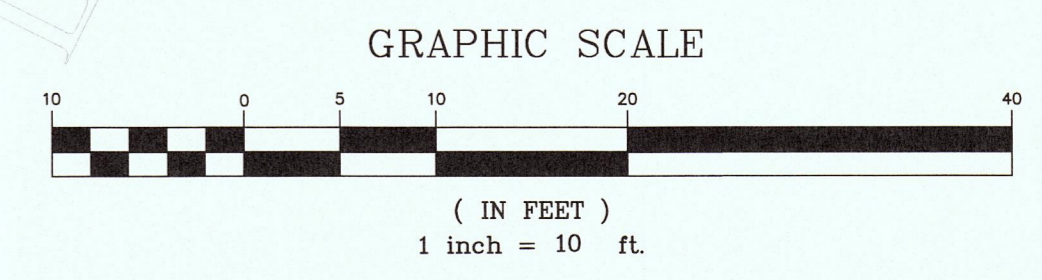 GRAPHIC SCALE
10 0 5 10 20 40
( IN FEET )
1 inch = 10 ft.